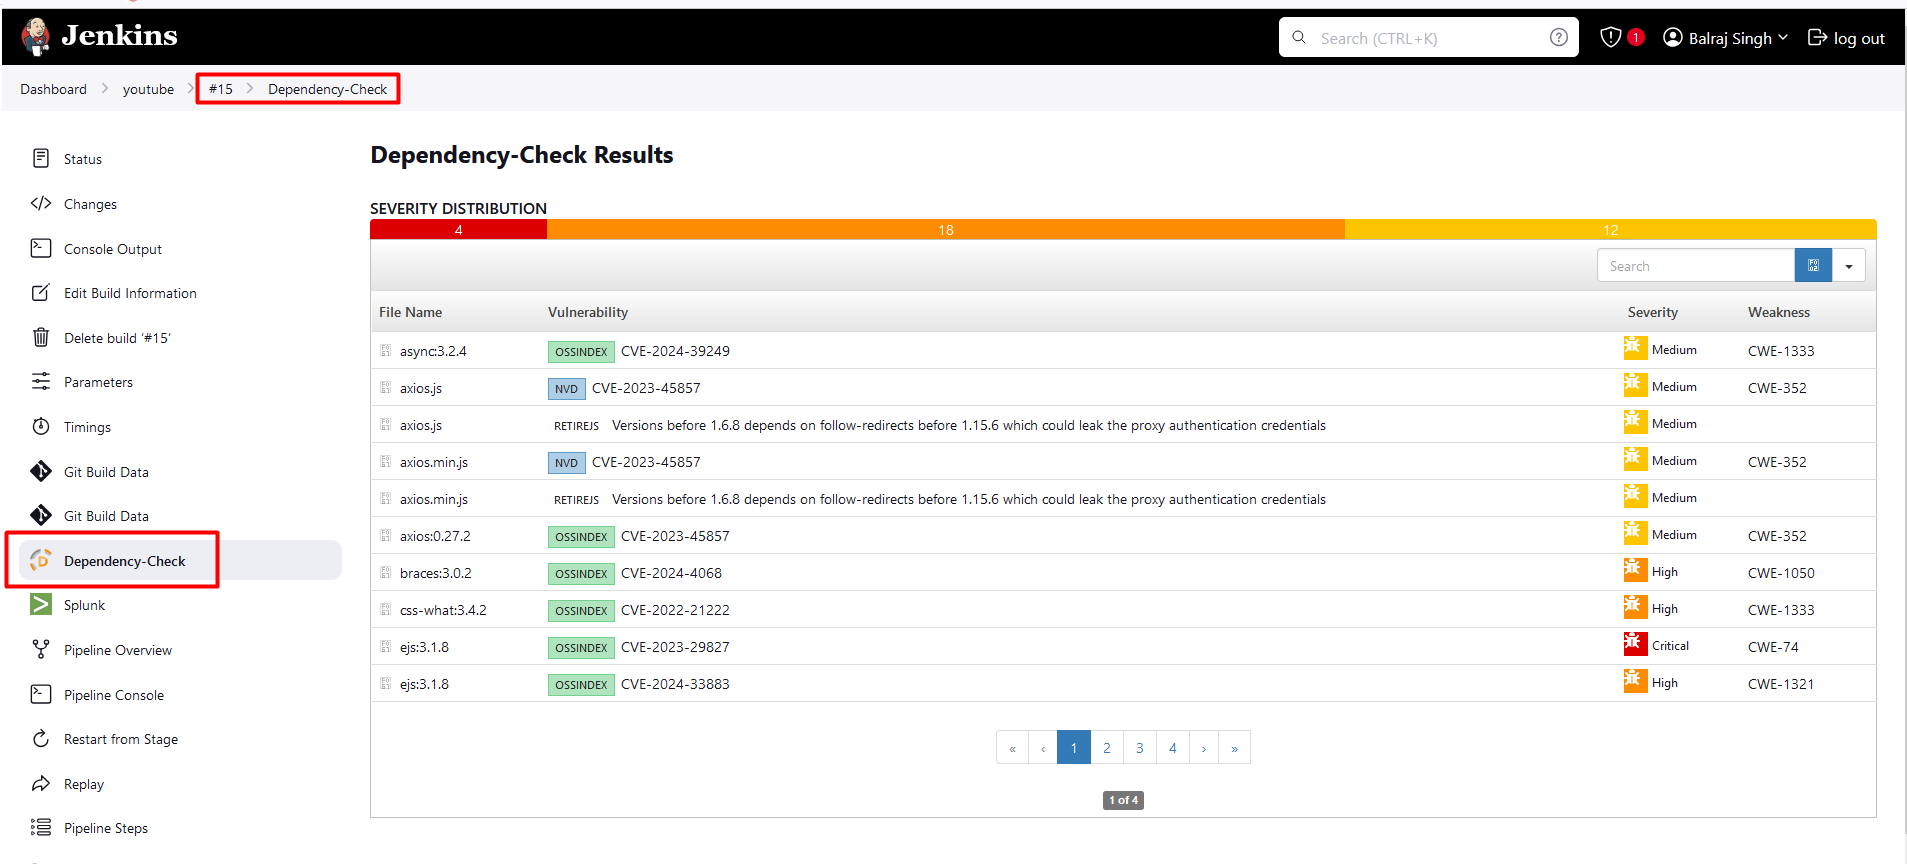 Jenkins
Search (CTRL+K)
1
Balraj Singh
log out
Dashboard
youtube
#15
Dependency-Check
Status
Changes
Console Output
Edit Build Information
Delete build ‘#15’
Parameters
Timings
Git Build Data
Git Build Data
Dependency-Check
Splunk
Pipeline Overview
Pipeline Console
Restart from Stage
Replay
Pipeline Steps
Dependency-Check Results
SEVERITY DISTRIBUTION
4 18 12
Search
File Name Vulnerability Severity Weakness
async:3.2.4 OSSINDEX CVE-2024-39249 Medium CWE-1333
axios.js NVD CVE-2023-45857 Medium CWE-352
axios.js RETIREJS Versions before 1.6.8 depends on follow-redirects before 1.15.6 which could leak the proxy authentication credentials Medium
axios.min.js NVD CVE-2023-45857 Medium CWE-352
axios.min.js RETIREJS Versions before 1.6.8 depends on follow-redirects before 1.15.6 which could leak the proxy authentication credentials Medium
axios:0.27.2 OSSINDEX CVE-2023-45857 Medium CWE-352
braces:3.0.2 OSSINDEX CVE-2024-4068 High CWE-1050
css-what:3.4.2 OSSINDEX CVE-2022-21222 High CWE-1333
ejs:3.1.8 OSSINDEX CVE-2023-29827 Critical CWE-74
ejs:3.1.8 OSSINDEX CVE-2024-33883 High CWE-1321
« ‹ 1 2 3 4 › »
1 of 4